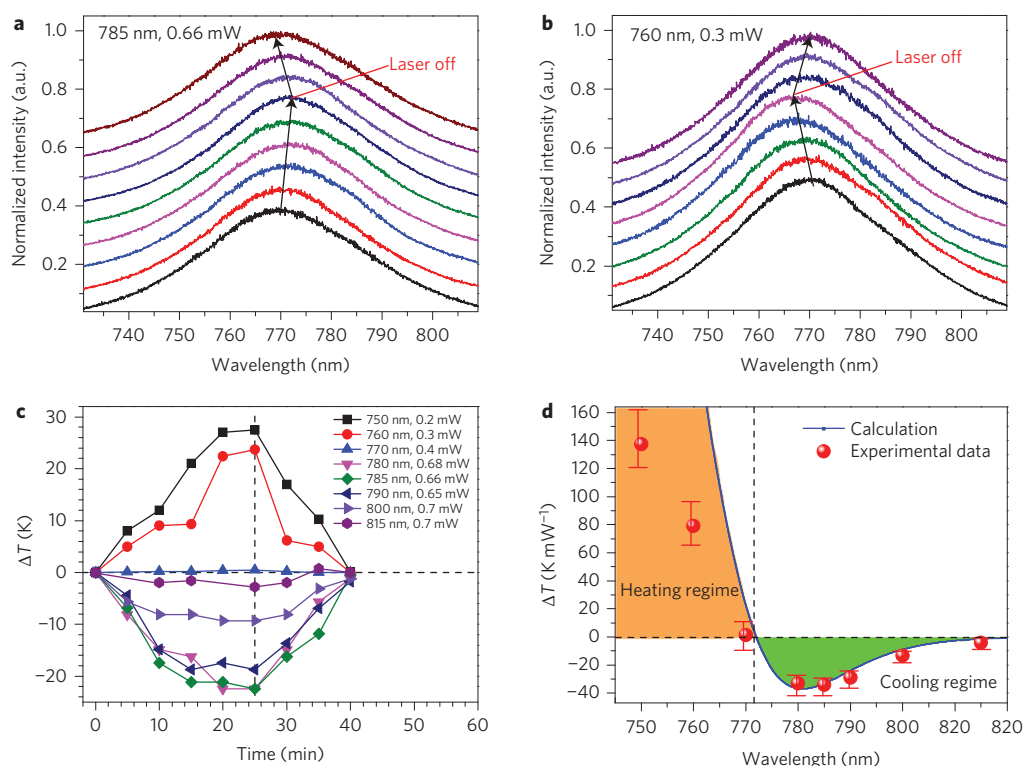 a
785 nm, 0.66 mW
Laser off
1.0
0.8
0.6
0.4
0.2
Normalized intensity (a.u.)
740 750 760 770 780 790 800
Wavelength (nm)
b
760 nm, 0.3 mW
Laser off
1.0
0.8
0.6
0.4
0.2
Normalized intensity (a.u.)
740 750 760 770 780 790 800
Wavelength (nm)
c
30
20
10
0
−10
−20
ΔT (K)
750 nm, 0.2 mW
760 nm, 0.3 mW
770 nm, 0.4 mW
780 nm, 0.68 mW
785 nm, 0.66 mW
790 nm, 0.65 mW
800 nm, 0.7 mW
815 nm, 0.7 mW
0 10 20 30 40 50 60
Time (min)
d
160
140
120
100
80
60
40
20
0
−20
−40
ΔT (K mW⁻¹)
Calculation
Experimental data
Heating regime
Cooling regime
750 760 770 780 790 800 810 820
Wavelength (nm)